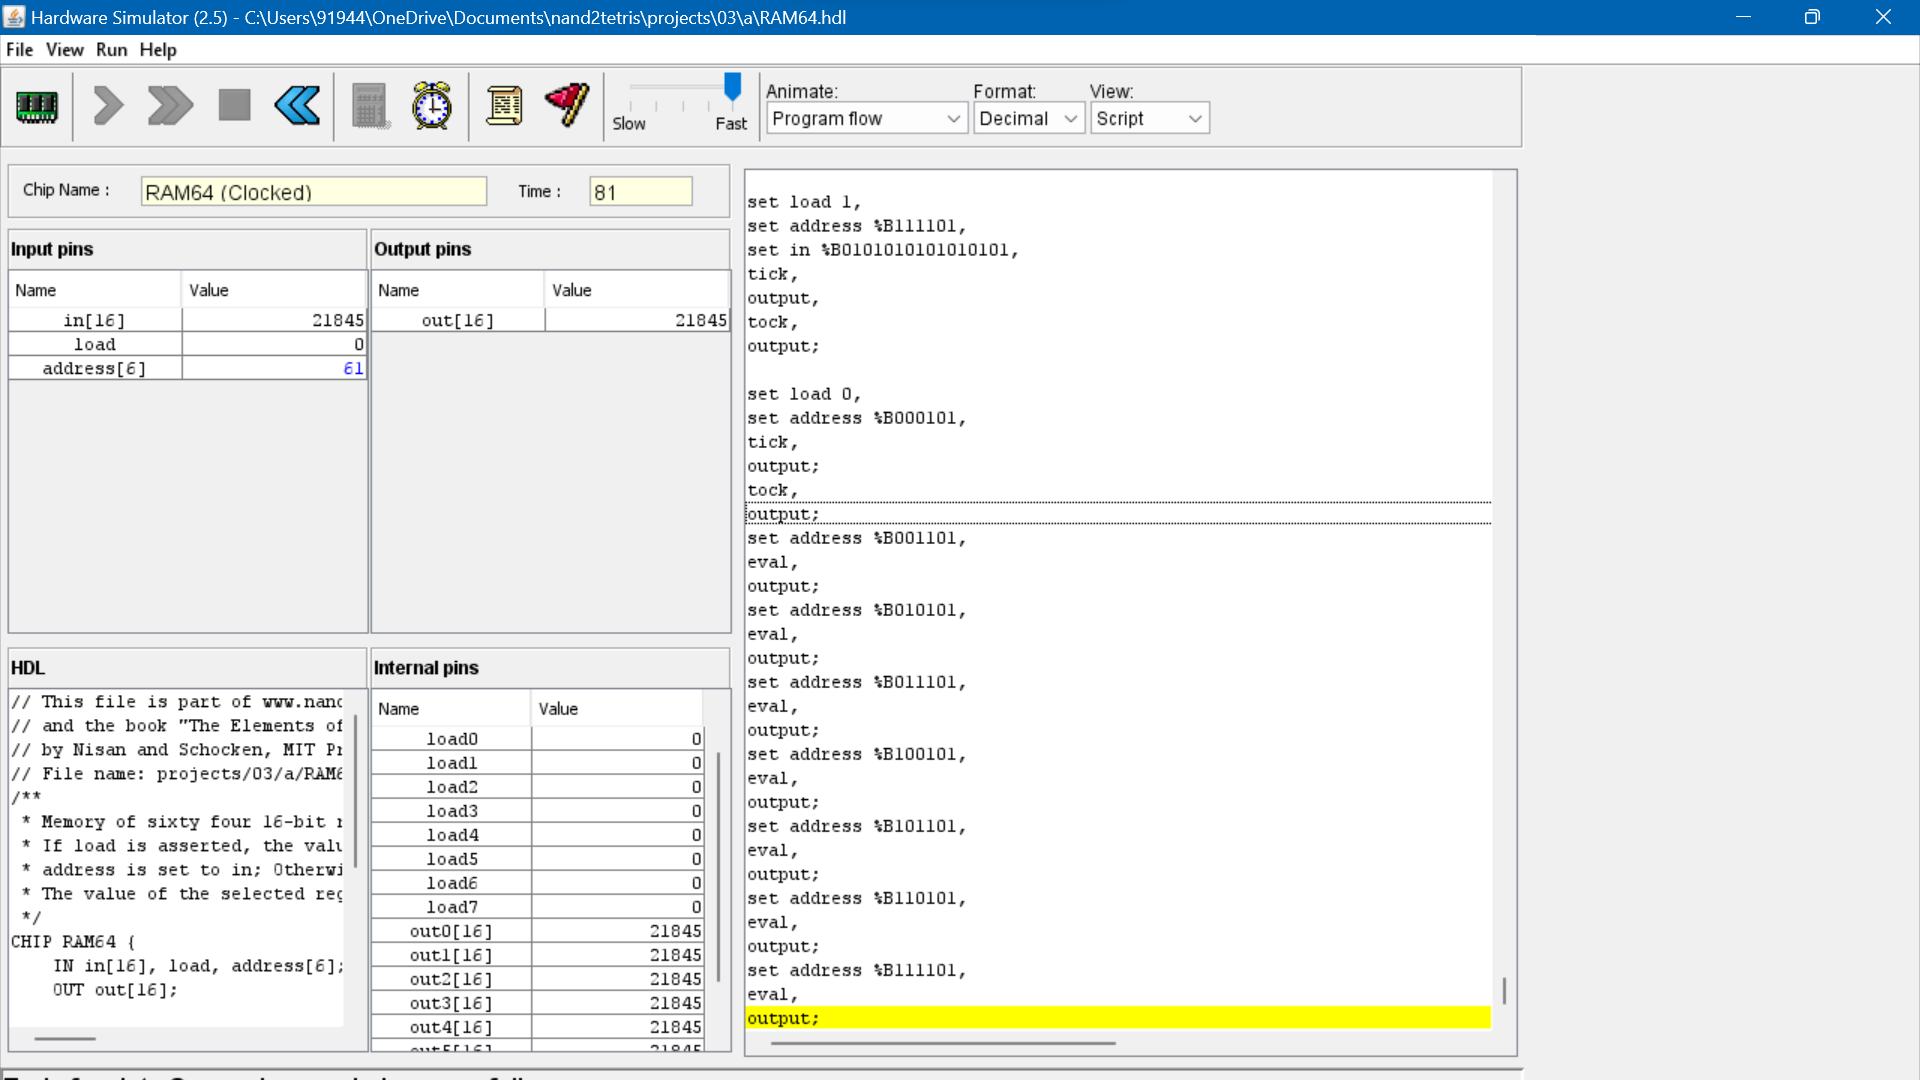 Hardware Simulator (2.5) - C:\Users\91944\OneDrive\Documents\nand2tetris\projects\03\a\RAM64.hdl
File View Run Help
Slow Fast
Animate: Format: View:
Program flow Decimal Script
Chip Name : RAM64 (Clocked) Time : 81
Input pins
Name Value
in[16] 21845
load 0
address[6] 61
Output pins
Name Value
out[16] 21845
HDL
// This file is part of www.nand
// and the book "The Elements of
// by Nisan and Schocken, MIT Pr
// File name: projects/03/a/RAM6
/**
* Memory of sixty four 16-bit r
* If load is asserted, the valu
* address is set to in; Otherwi
* The value of the selected reg
*/
CHIP RAM64 {
IN in[16], load, address[6];
OUT out[16];
Internal pins
Name Value
load0 0
load1 0
load2 0
load3 0
load4 0
load5 0
load6 0
load7 0
out0[16] 21845
out1[16] 21845
out2[16] 21845
out3[16] 21845
out4[16] 21845
out5[16] 21845
set load 1,
set address %B111101,
set in %B0101010101010101,
tick,
output,
tock,
output;
set load 0,
set address %B000101,
tick,
output;
tock,
output;
set address %B001101,
eval,
output;
set address %B010101,
eval,
output;
set address %B011101,
eval,
output;
set address %B100101,
eval,
output;
set address %B101101,
eval,
output;
set address %B110101,
eval,
output;
set address %B111101,
eval,
output;